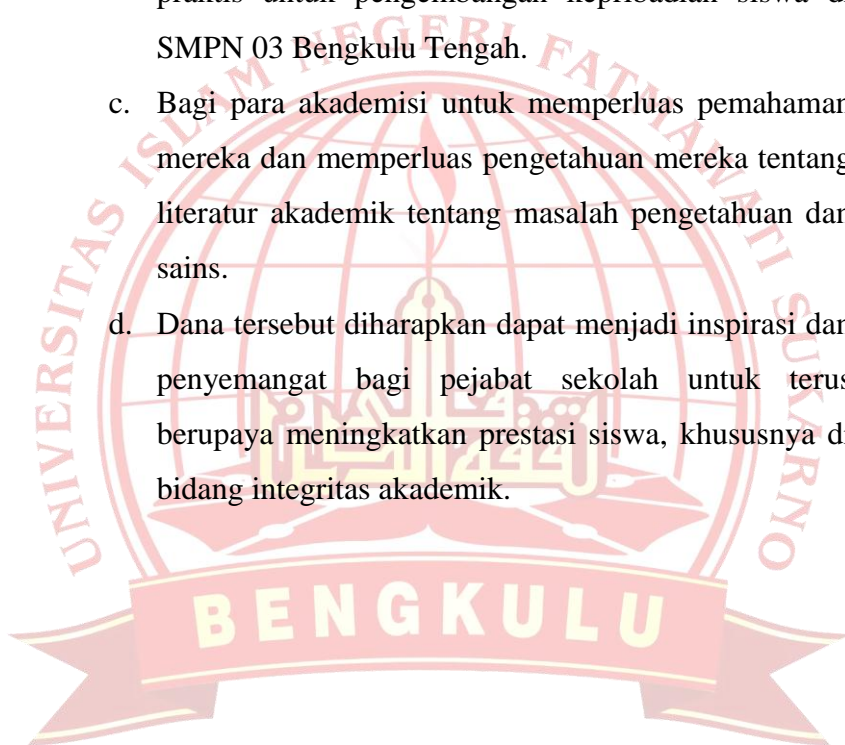 praktis untuk pengembangan kepribadian siswa di
SMPN 03 Bengkulu Tengah.
c. Bagi para akademisi untuk memperluas pemahaman
mereka dan memperluas pengetahuan mereka tentang
literatur akademik tentang masalah pengetahuan dan
sains.
d. Dana tersebut diharapkan dapat menjadi inspirasi dan
penyemangat bagi pejabat sekolah untuk terus
berupaya meningkatkan prestasi siswa, khususnya di
bidang integritas akademik.
UNIVERSITAS ISLAM NEGERI FATMAWATI SUKARNO
BENGKULU